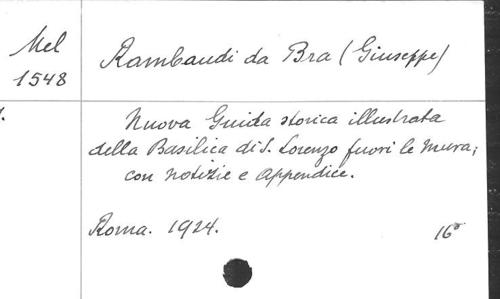 Mel
1548
Rambaudi da Bra (Giuseppe)
Nuova Guida storica illustrata
della Basilica di S. Lorenzo fuori le mura;
con notizie e appendice.
Roma. 1924.
16°